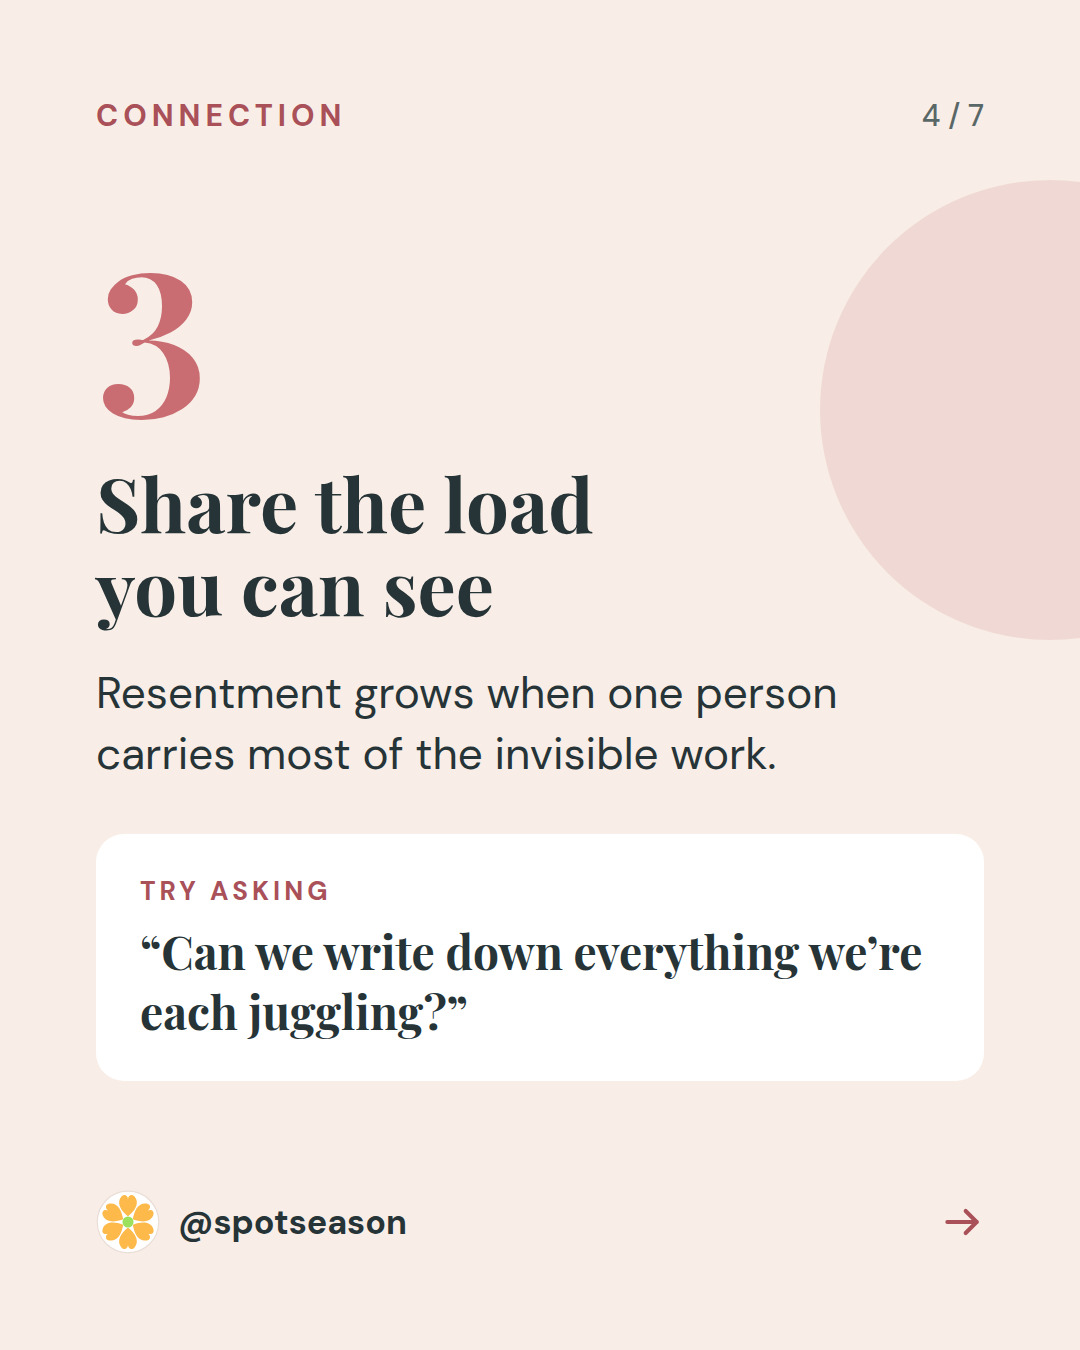 CONNECTION
4 / 7
3
Share the load
you can see
Resentment grows when one person
carries most of the invisible work.
TRY ASKING
“Can we write down everything we’re
each juggling?”
@spotseason